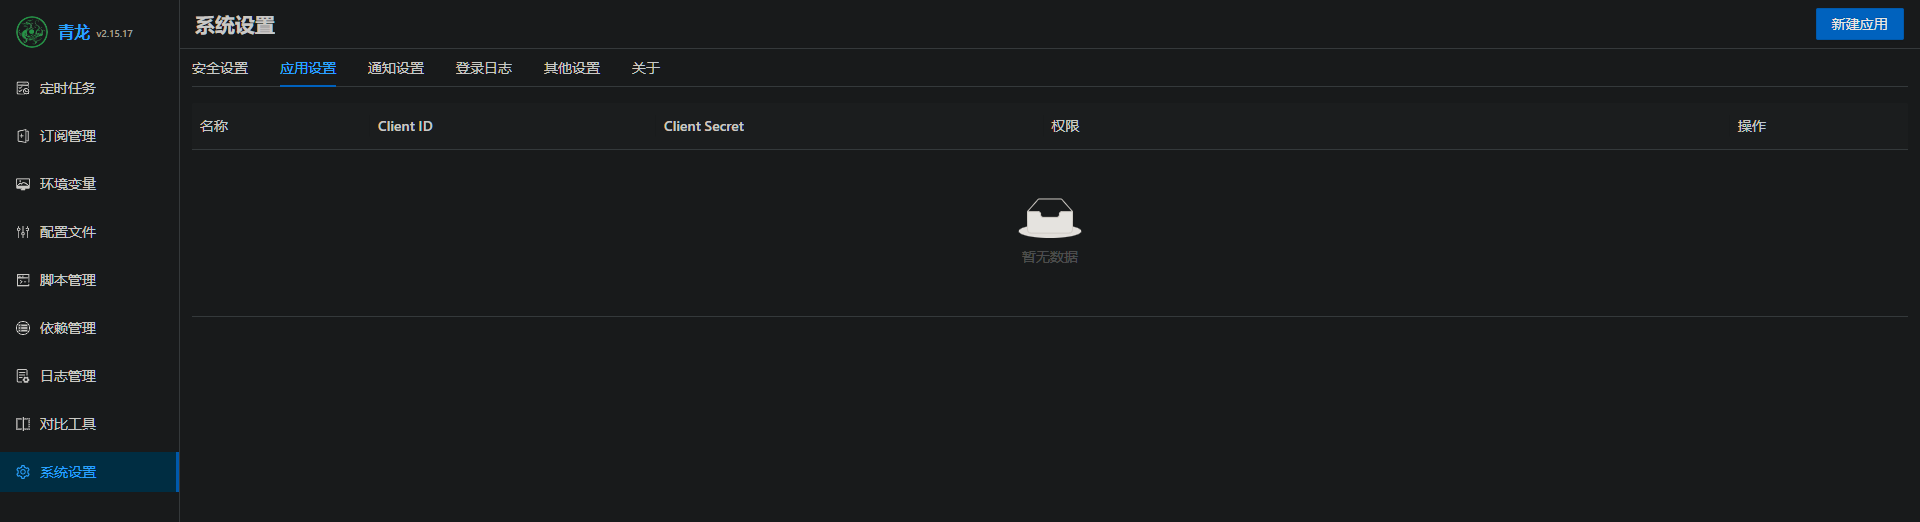 青龙 v2.15.17
定时任务
订阅管理
环境变量
配置文件
脚本管理
依赖管理
日志管理
对比工具
系统设置
系统设置
新建应用
安全设置 应用设置 通知设置 登录日志 其他设置 关于
名称 Client ID Client Secret 权限 操作
暂无数据